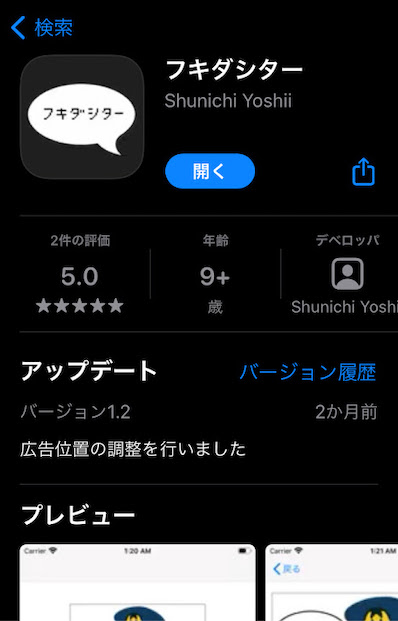 検索
フキダシター
フキダシター
Shunichi Yoshii
開く
2件の評価
年齢
デベロッパ
5.0
9+
★★★★★
歳
Shunichi Yoshi
アップデート
バージョン履歴
バージョン1.2
2か月前
広告位置の調整を行いました
プレビュー
Carrier
1:20 AM
Carrier
1:21 AM
戻る